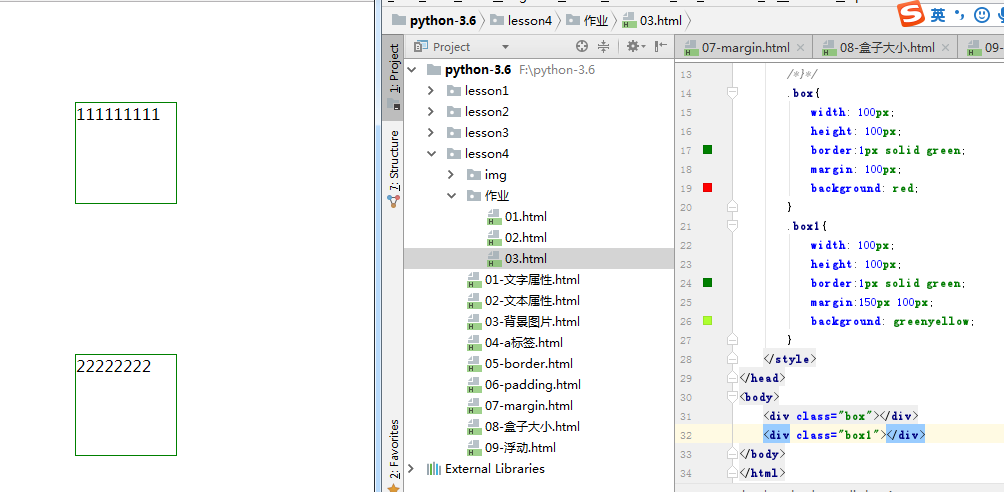 111111111
22222222
python-3.6
lesson4
作业
03.html
英
Project
07-margin.html
08-盒子大小.html
09-
1: Project
7: Structure
2: Favorites
python-3.6 F:\python-3.6
lesson1
lesson2
lesson3
lesson4
img
作业
01.html
02.html
03.html
01-文字属性.html
02-文本属性.html
03-背景图片.html
04-a标签.html
05-border.html
06-padding.html
07-margin.html
08-盒子大小.html
09-浮动.html
External Libraries
13 /*}*/
14 .box{
15 width: 100px;
16 height: 100px;
17 border:1px solid green;
18 margin: 100px;
19 background: red;
20 }
21 .box1{
22 width: 100px;
23 height: 100px;
24 border:1px solid green;
25 margin:150px 100px;
26 background: greenyellow;
27 }
28 </style>
29 </head>
30 <body>
31 <div class="box"></div>
32 <div class="box1"></div>
33 </body>
34 </html>